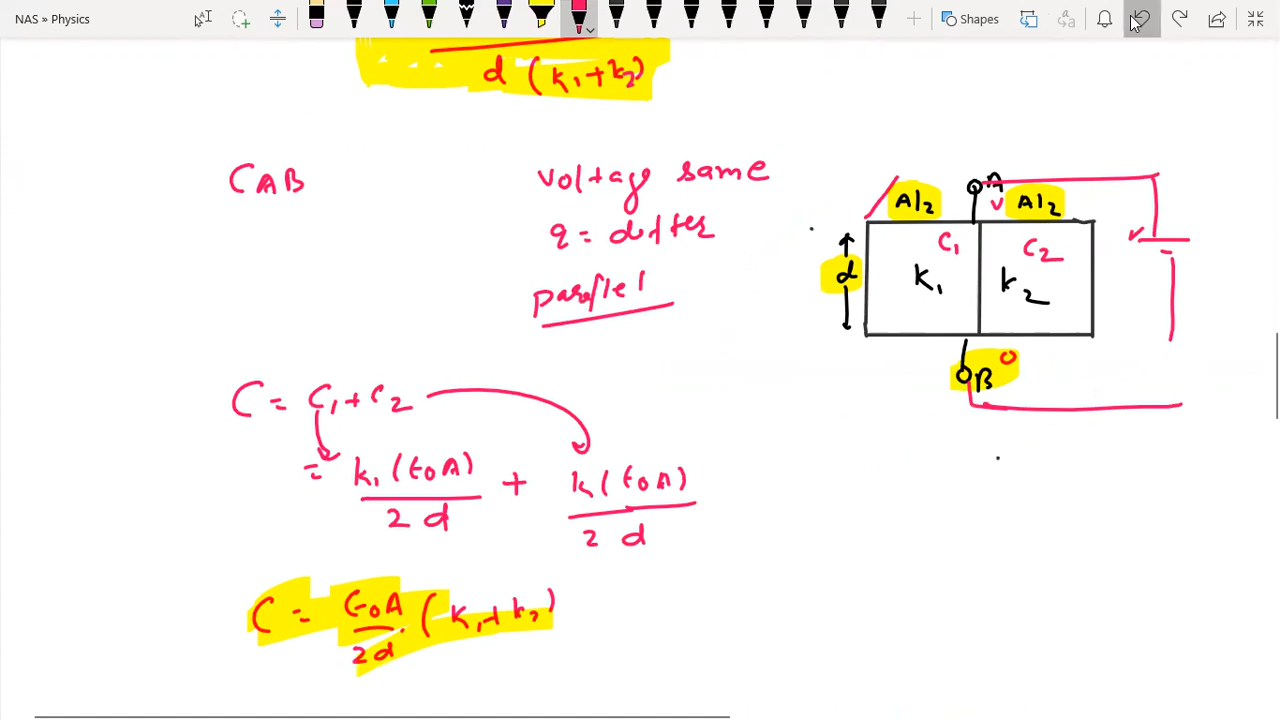 NAS » Physics
Shapes
d (k₁+k₂)
CAB
voltage same
q = differ
parallel
A
A/2
V
A/2
C₁
C₂
d
K₁
k₂
B
0
C = C₁+C₂
= k₁(ε₀A)/2d + k(ε₀A)/2d
C = ε₀A/2d (k₁+k₂)